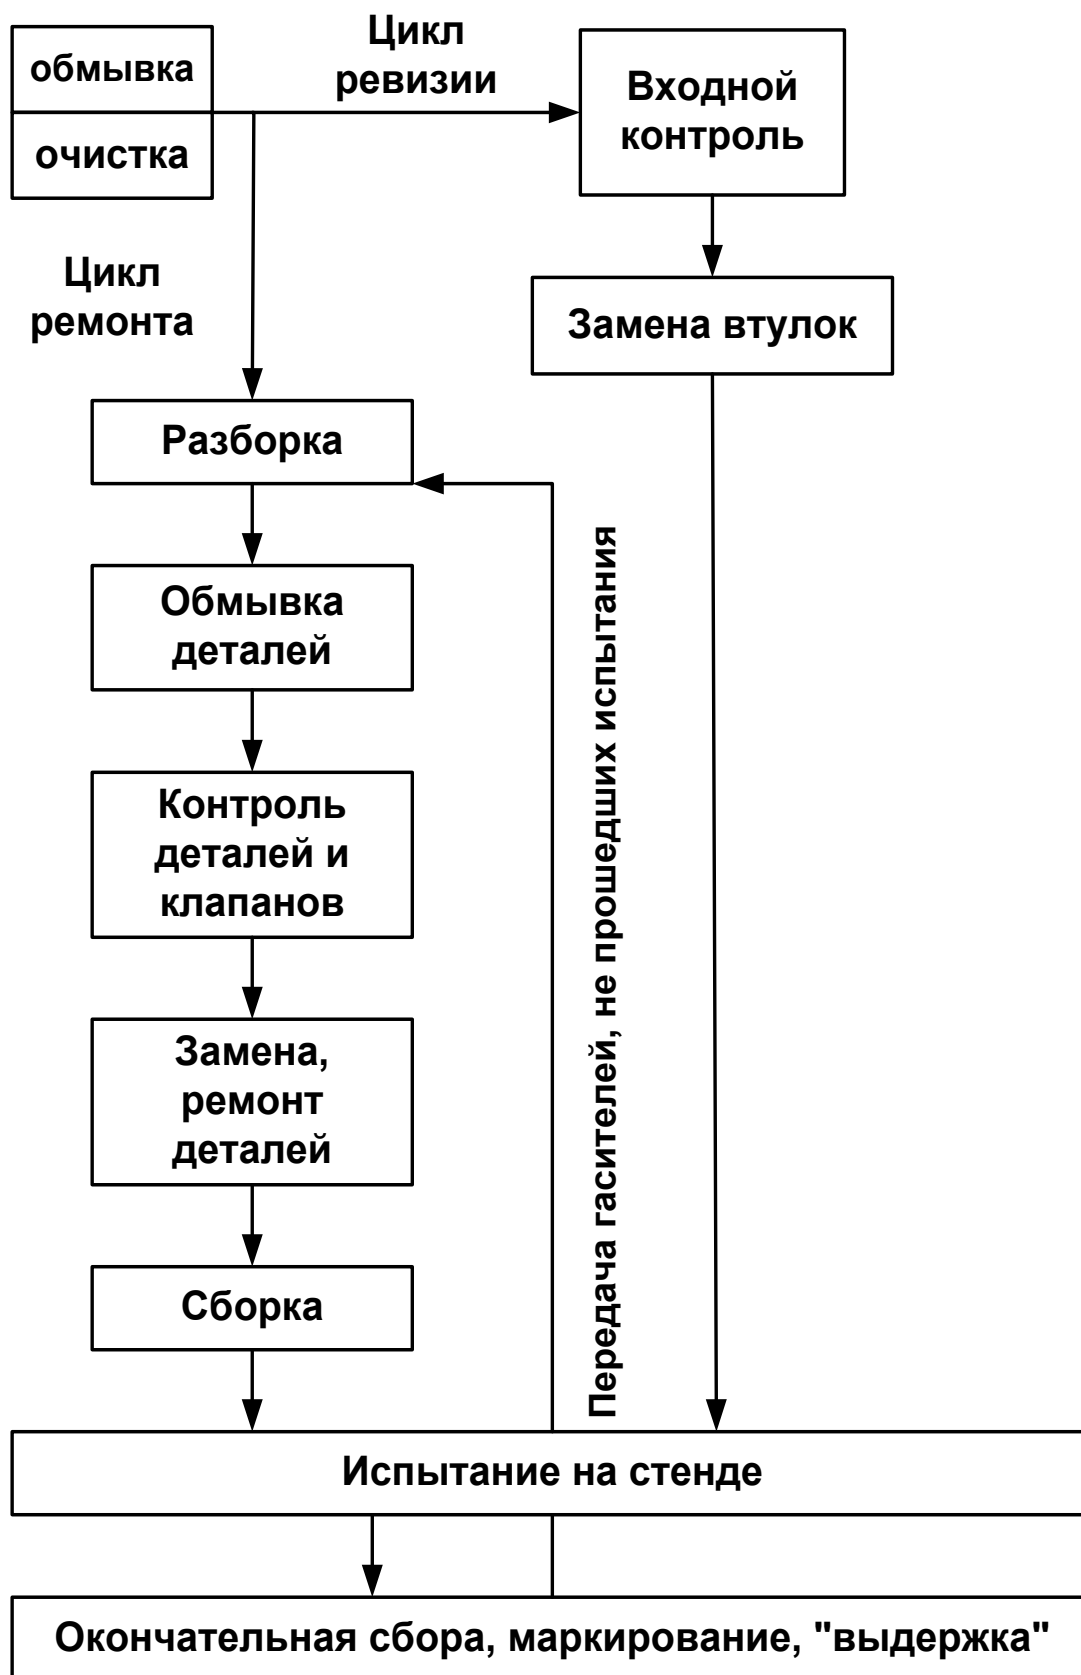 обмывка
очистка
Цикл
ревизии
Входной
контроль
Цикл
ремонта
Замена втулок
Разборка
Обмывка
деталей
Контроль
деталей и
клапанов
Замена,
ремонт
деталей
Сборка
Передача гасителей, не прошедших испытания
Испытание на стенде
Окончательная сбора, маркирование, "выдержка"